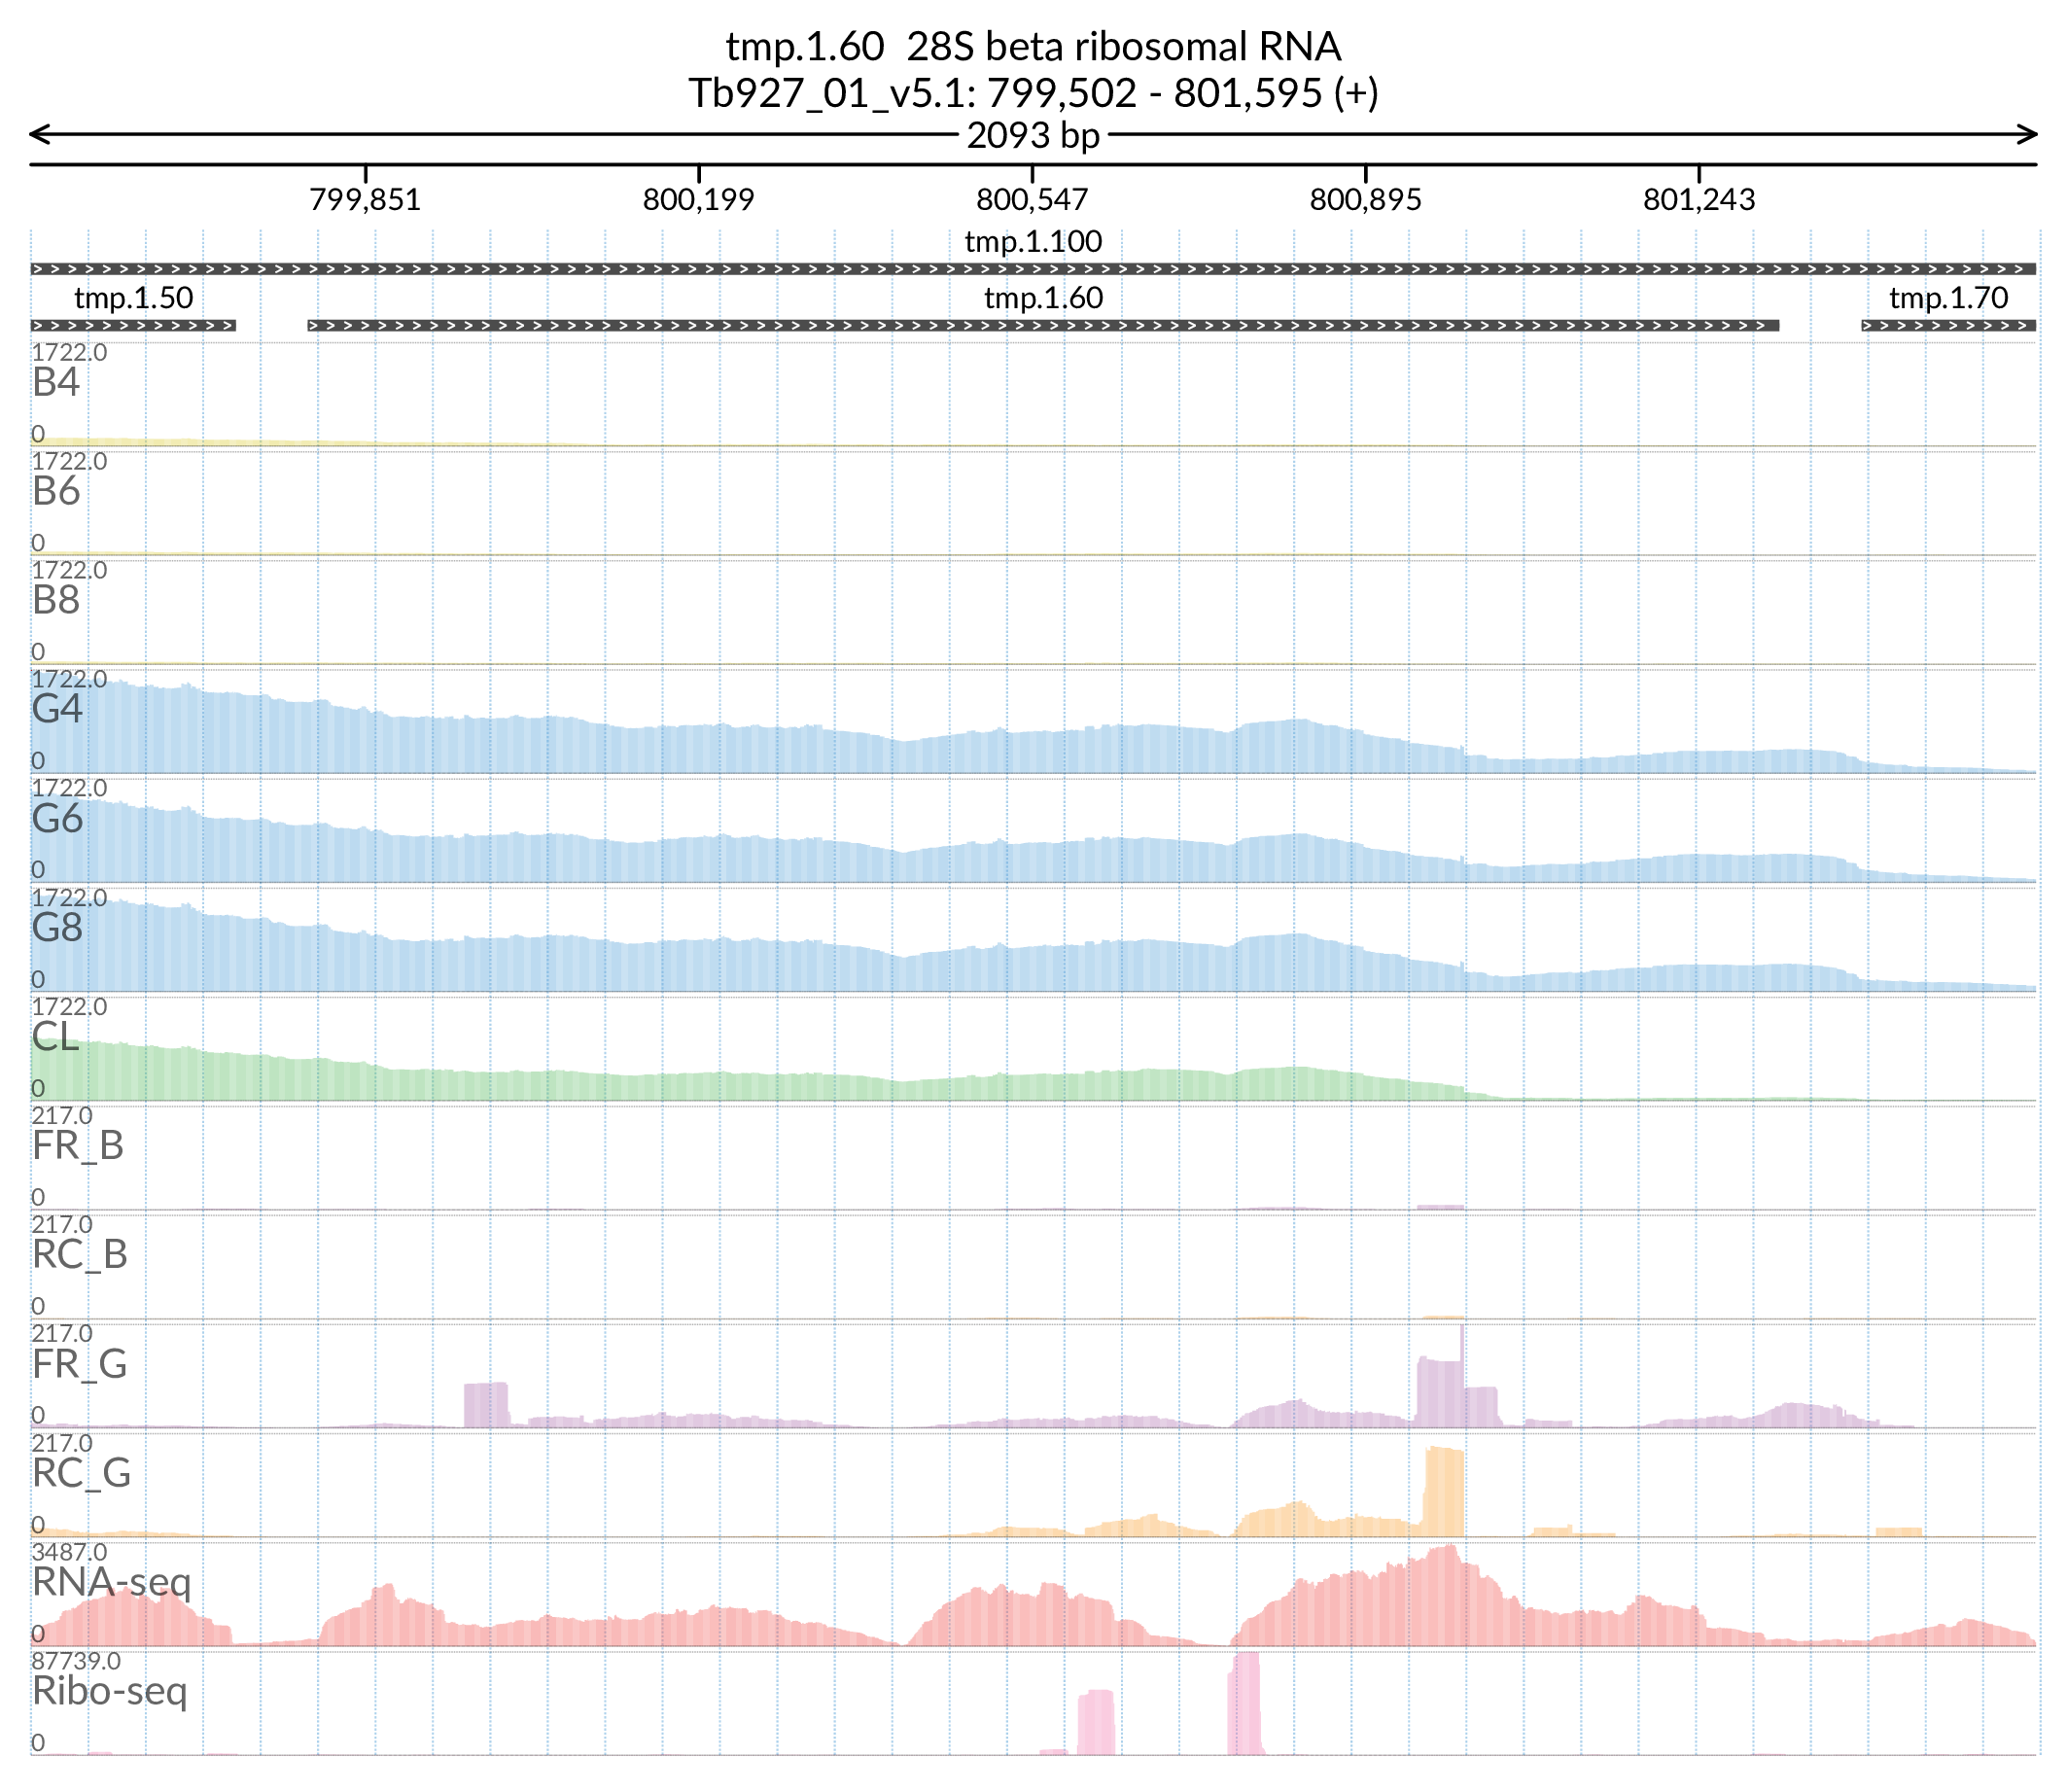 tmp.1.60  28S beta ribosomal RNA
Tb927_01_v5.1: 799,502 - 801,595 (+)
2093 bp
799,851 800,199 800,547 800,895 801,243
tmp.1.100
tmp.1.50 tmp.1.60 tmp.1.70
1722.0
B4
0
1722.0
B6
0
1722.0
B8
0
1722.0
G4
0
1722.0
G6
0
1722.0
G8
0
1722.0
CL
0
217.0
FR_B
0
217.0
RC_B
0
217.0
FR_G
0
217.0
RC_G
0
3487.0
RNA-seq
0
87739.0
Ribo-seq
0